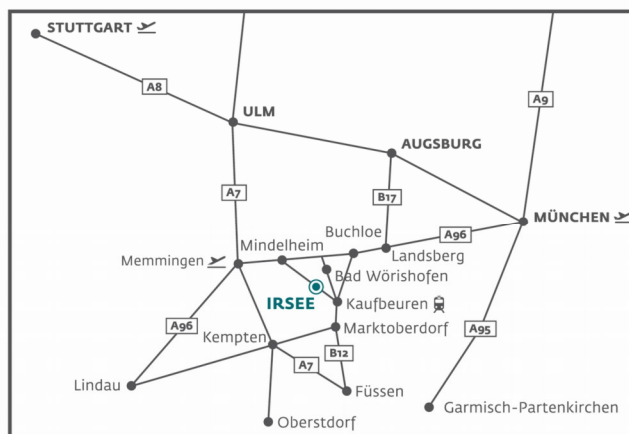 STUTTGART
A8
A9
ULM
AUGSBURG
A7
B17
MÜNCHEN
Buchloe
A96
Mindelheim
Landsberg
Memmingen
Bad Wörishofen
IRSEE
Kaufbeuren
A96
Marktoberdorf
A95
Kempten
B12
A7
Lindau
Füssen
Garmisch-Partenkirchen
Oberstdorf